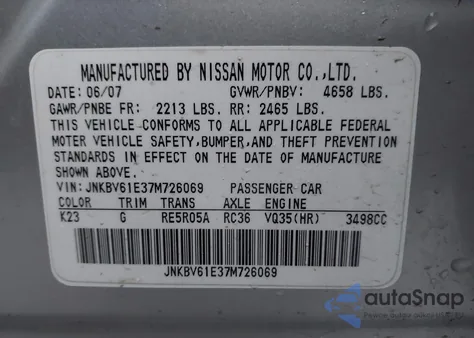 MANUFACTURED BY NISSAN MOTOR CO.,LTD.
DATE: 06/07 GVWR/PNBV: 4658 LBS.
GAWR/PNBE FR: 2213 LBS. RR: 2465 LBS.
THIS VEHICLE CONFORMS TO ALL APPLICABLE FEDERAL
MOTOR VEHICLE SAFETY,BUMPER,AND THEFT PREVENTION
STANDARDS IN EFFECT ON THE DATE OF MANUFACTURE
SHOWN ABOVE.
VIN: JNKBV61E37M726069 PASSENGER CAR
COLOR TRIM TRANS AXLE ENGINE
K23 G RE5R05A RC36 VQ35(HR) 3498CC
JNKBV61E37M726069
autoSnap